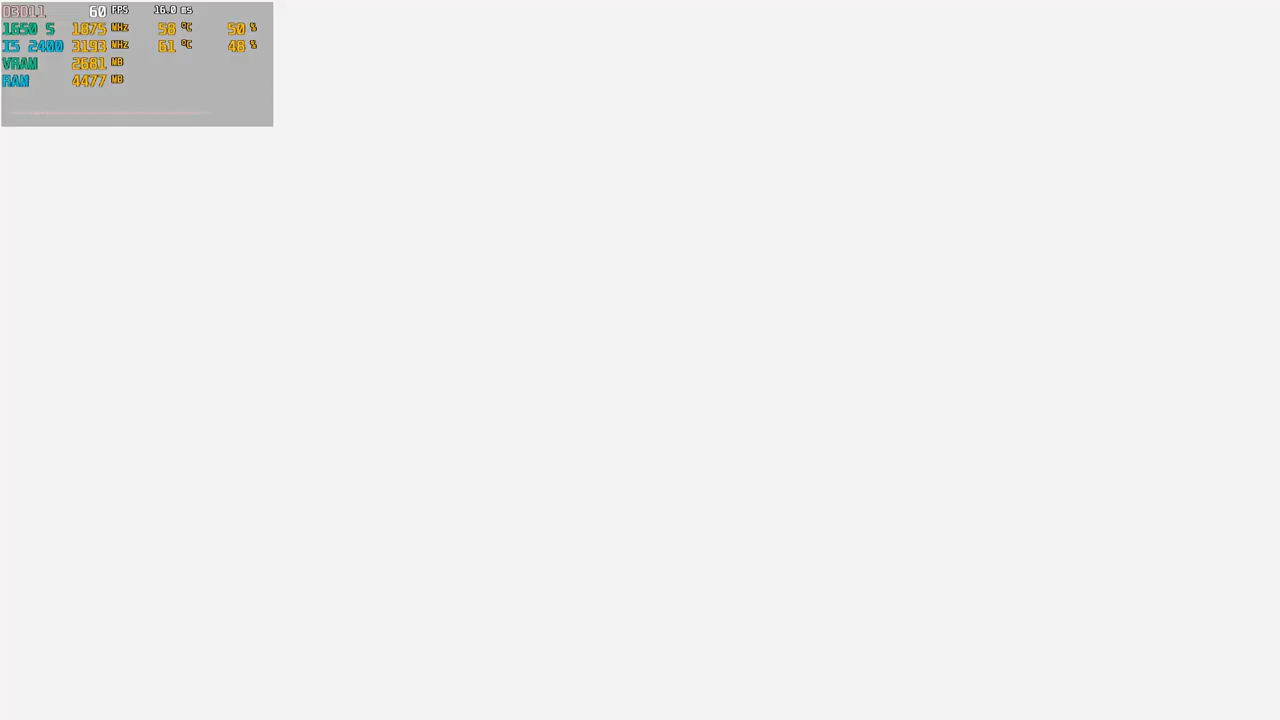 D3D11 60 FPS 16.0 ms
1650 S 1875 MHz 58 °C 50 %
I5 2400 3193 MHz 61 °C 48 %
VRAM 2681 MB
RAM 4477 MB